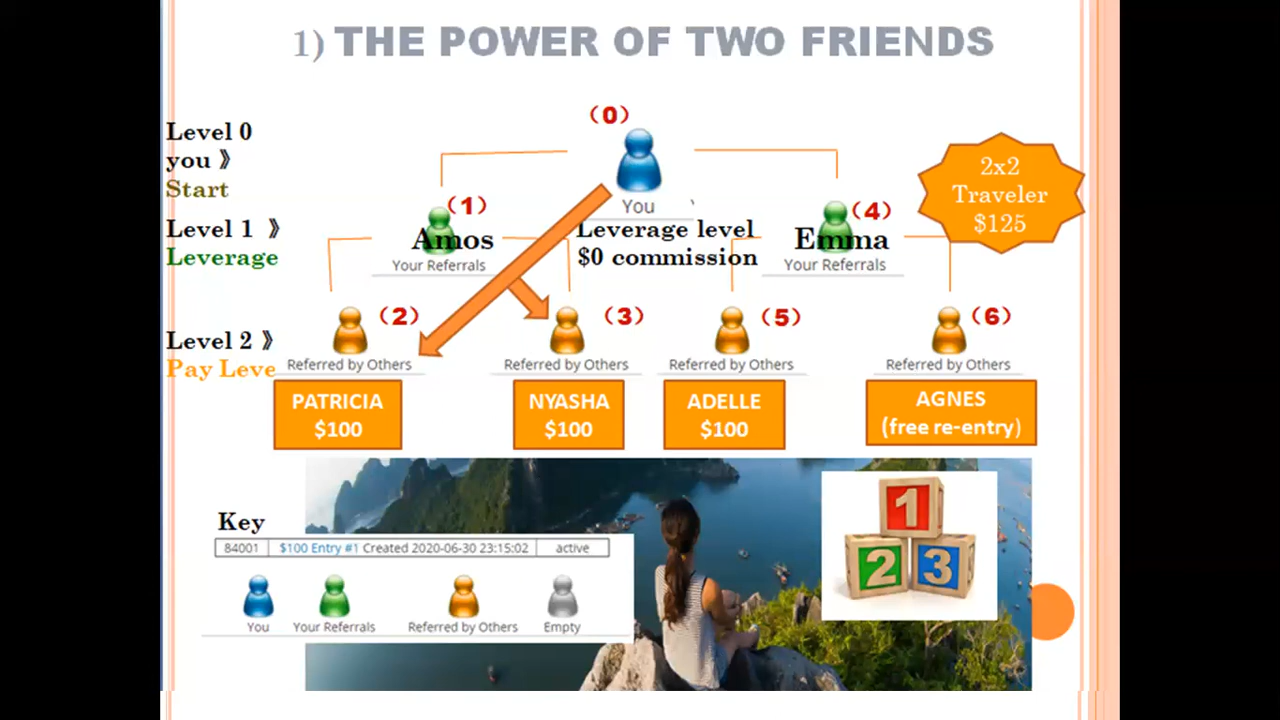 1) THE POWER OF TWO FRIENDS
(0)
Level 0
you 》
Start
2x2
Traveler
$125
You
(1)
(4)
Level 1 》
Leverage
Amos
Your Referrals
Leverage level
$0 commission
Emma
Your Referrals
(2)
(3)
(5)
(6)
Level 2 》
Pay Leve
Referred by Others
Referred by Others
Referred by Others
Referred by Others
PATRICIA
$100
NYASHA
$100
ADELLE
$100
AGNES
(free re-entry)
Key
84001 $100 Entry #1 Created 2020-06-30 23:15:02 active
You
Your Referrals
Referred by Others
Empty
1
2
3